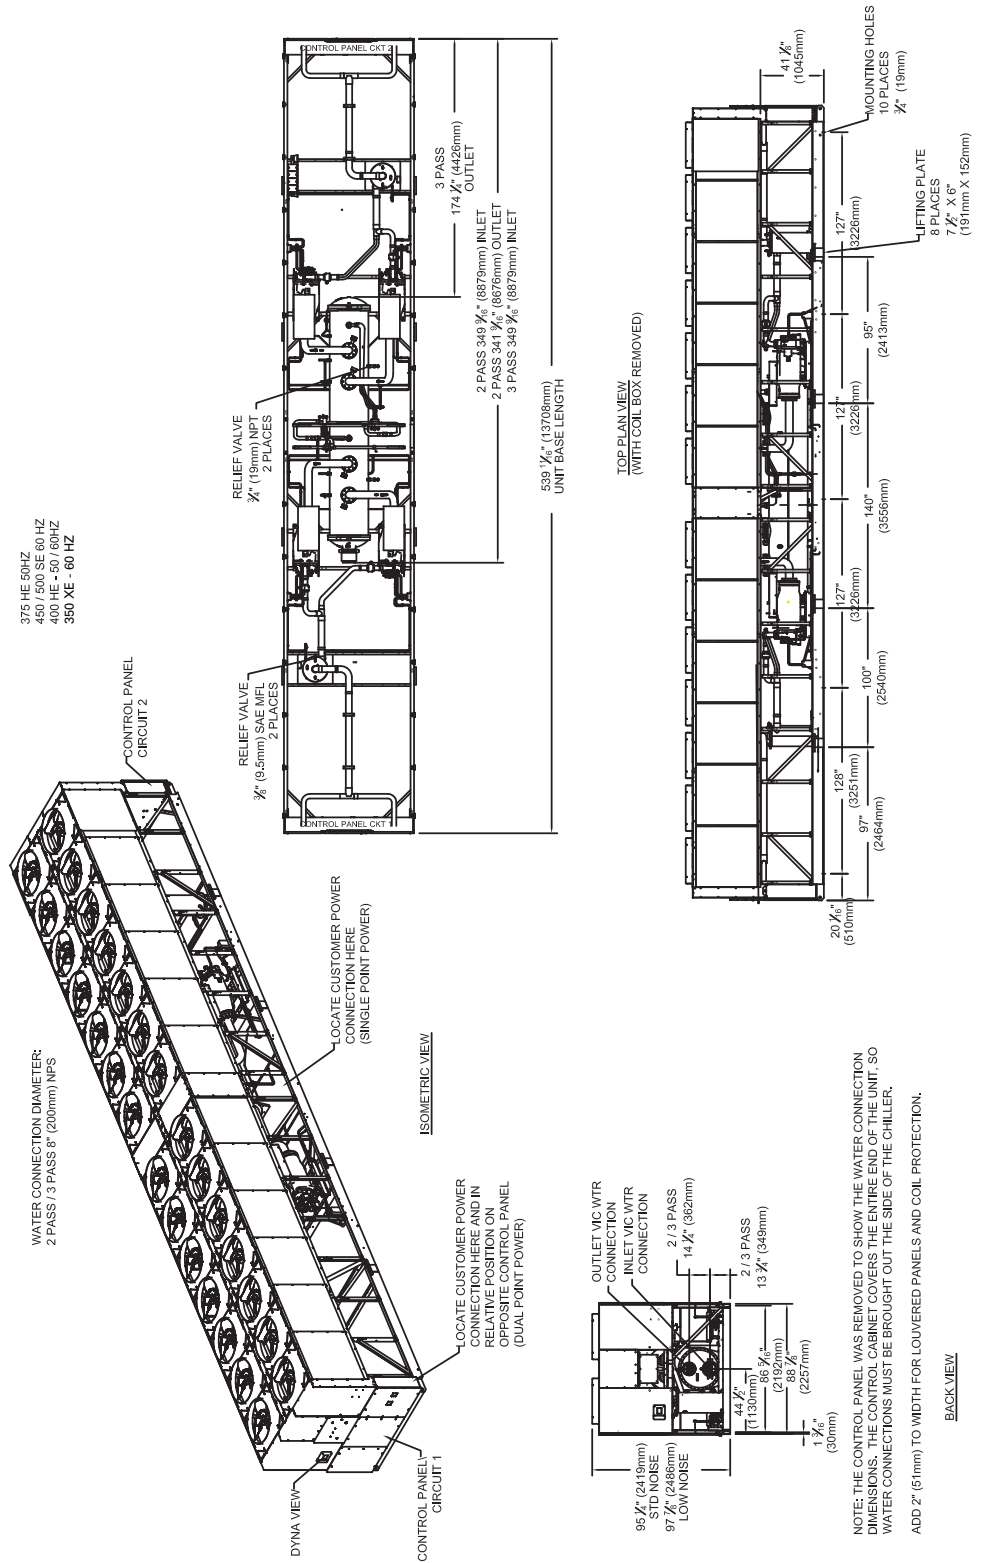 375 HE 50HZ
450 / 500 SE 60 HZ
400 HE - 50 / 60HZ
350 XE - 60 HZ
WATER CONNECTION DIAMETER:
2 PASS / 3 PASS 8" (200mm) NPS
CONTROL PANEL
CIRCUIT 2
LOCATE CUSTOMER POWER
CONNECTION HERE
(SINGLE POINT POWER)
ISOMETRIC VIEW
LOCATE CUSTOMER POWER
CONNECTION HERE AND IN
RELATIVE POSITION ON
OPPOSITE CONTROL PANEL
(DUAL POINT POWER)
DYNA VIEW
CONTROL PANEL
CIRCUIT 1
RELIEF VALVE
3/8" (9.5mm) SAE MFL
2 PLACES
RELIEF VALVE
3/4" (19mm) NPT
2 PLACES
CONTROL PANEL CKT 1
CONTROL PANEL CKT 2
3 PASS
174 1/4" (4426mm)
OUTLET
2 PASS 349 9/16" (8879mm) INLET
2 PASS 341 9/16" (8676mm) OUTLET
3 PASS 349 9/16" (8879mm) INLET
539 11/16" (13708mm)
UNIT BASE LENGTH
TOP PLAN VIEW
(WITH COIL BOX REMOVED)
41 1/8"
(1045mm)
MOUNTING HOLES
10 PLACES
3/4" (19mm)
LIFTING PLATE
8 PLACES
7 1/2" X 6"
(191mm X 152mm)
127"
(3226mm)
95"
(2413mm)
127"
(3226mm)
140"
(3556mm)
127"
(3226mm)
100"
(2540mm)
128"
(3251mm)
97"
(2464mm)
20 1/16"
(510mm)
OUTLET VIC WTR
CONNECTION
INLET VIC WTR
CONNECTION
2 / 3 PASS
14 1/4" (362mm)
2 / 3 PASS
13 3/4" (349mm)
44 1/2"
(1130mm)
86 5/16"
(2192mm)
88 7/8"
(2257mm)
1 3/16"
(30mm)
95 1/4" (2419mm)
STD NOISE
97 7/8" (2486mm)
LOW NOISE
NOTE: THE CONTROL PANEL WAS REMOVED TO SHOW THE WATER CONNECTION
DIMENSIONS. THE CONTROL CABINET COVERS THE ENTIRE END OF THE UNIT, SO
WATER CONNECTIONS MUST BE BROUGHT OUT THE SIDE OF THE CHILLER.
ADD 2" (51mm) TO WIDTH FOR LOUVERED PANELS AND COIL PROTECTION.
BACK VIEW